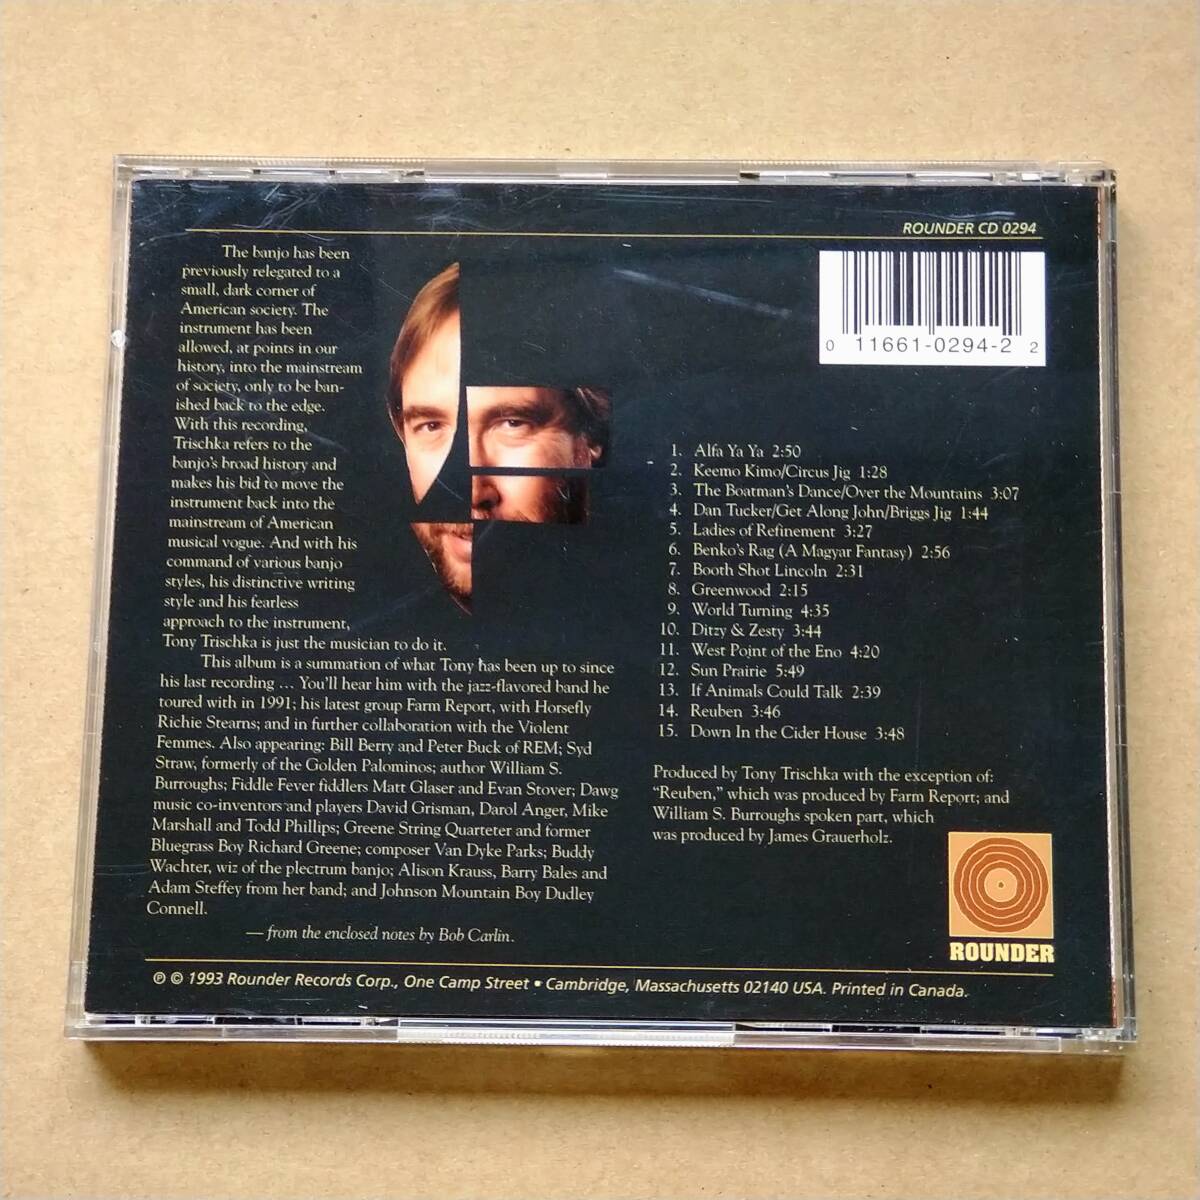 ROUNDER CD 0294
0 11661-0294-2 2
The banjo has been
previously relegated to a
small, dark corner of
American society. The
instrument has been
allowed, at points in our
history, into the mainstream
of society, only to be ban-
ished back to the edge.
With this recording,
Trischka refers to the
banjo's broad history and
makes his bid to move the
instrument back into the
mainstream of American
musical vogue. And with his
command of various banjo
styles, his distinctive writing
style and his fearless
approach to the instrument,
Tony Trischka is just the musician to do it.
This album is a summation of what Tony has been up to since
his last recording ... You'll hear him with the jazz-flavored band he
toured with in 1991; his latest group Farm Report, with Horsefly
Richie Stearns; and in further collaboration with the Violent
Femmes. Also appearing: Bill Berry and Peter Buck of REM; Syd
Straw, formerly of the Golden Palominos; author William S.
Burroughs; Fiddle Fever fiddlers Matt Glaser and Evan Stover; Dawg
music co-inventors and players David Grisman, Darol Anger, Mike
Marshall and Todd Phillips; Greene String Quarteter and former
Bluegrass Boy Richard Greene; composer Van Dyke Parks; Buddy
Wachter, wiz of the plectrum banjo; Alison Krauss, Barry Bales and
Adam Steffey from her band; and Johnson Mountain Boy Dudley
Connell.
— from the enclosed notes by Bob Carlin.
1. Alfa Ya Ya 2:50
2. Keemo Kimo/Circus Jig 1:28
3. The Boatman's Dance/Over the Mountains 3:07
4. Dan Tucker/Get Along John/Briggs Jig 1:44
5. Ladies of Refinement 3:27
6. Benko's Rag (A Magyar Fantasy) 2:56
7. Booth Shot Lincoln 2:31
8. Greenwood 2:15
9. World Turning 4:35
10. Ditzy & Zesty 3:44
11. West Point of the Eno 4:20
12. Sun Prairie 5:49
13. If Animals Could Talk 2:39
14. Reuben 3:46
15. Down In the Cider House 3:48
Produced by Tony Trischka with the exception of:
"Reuben," which was produced by Farm Report; and
William S. Burroughs spoken part, which
was produced by James Grauerholz.
ROUNDER
℗ © 1993 Rounder Records Corp., One Camp Street • Cambridge, Massachusetts 02140 USA. Printed in Canada.